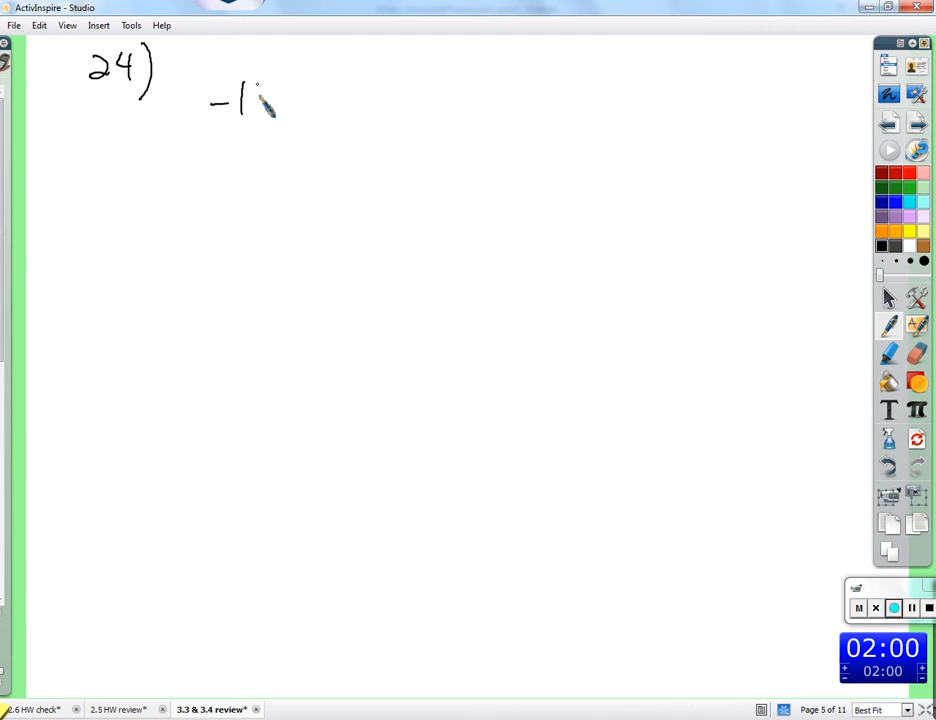 ActivInspire - Studio
File Edit View Insert Tools Help
24)
-1
M
02:00
02:00
2.6 HW check*
2.5 HW review*
3.3 & 3.4 review*
Page 5 of 11
Best Fit